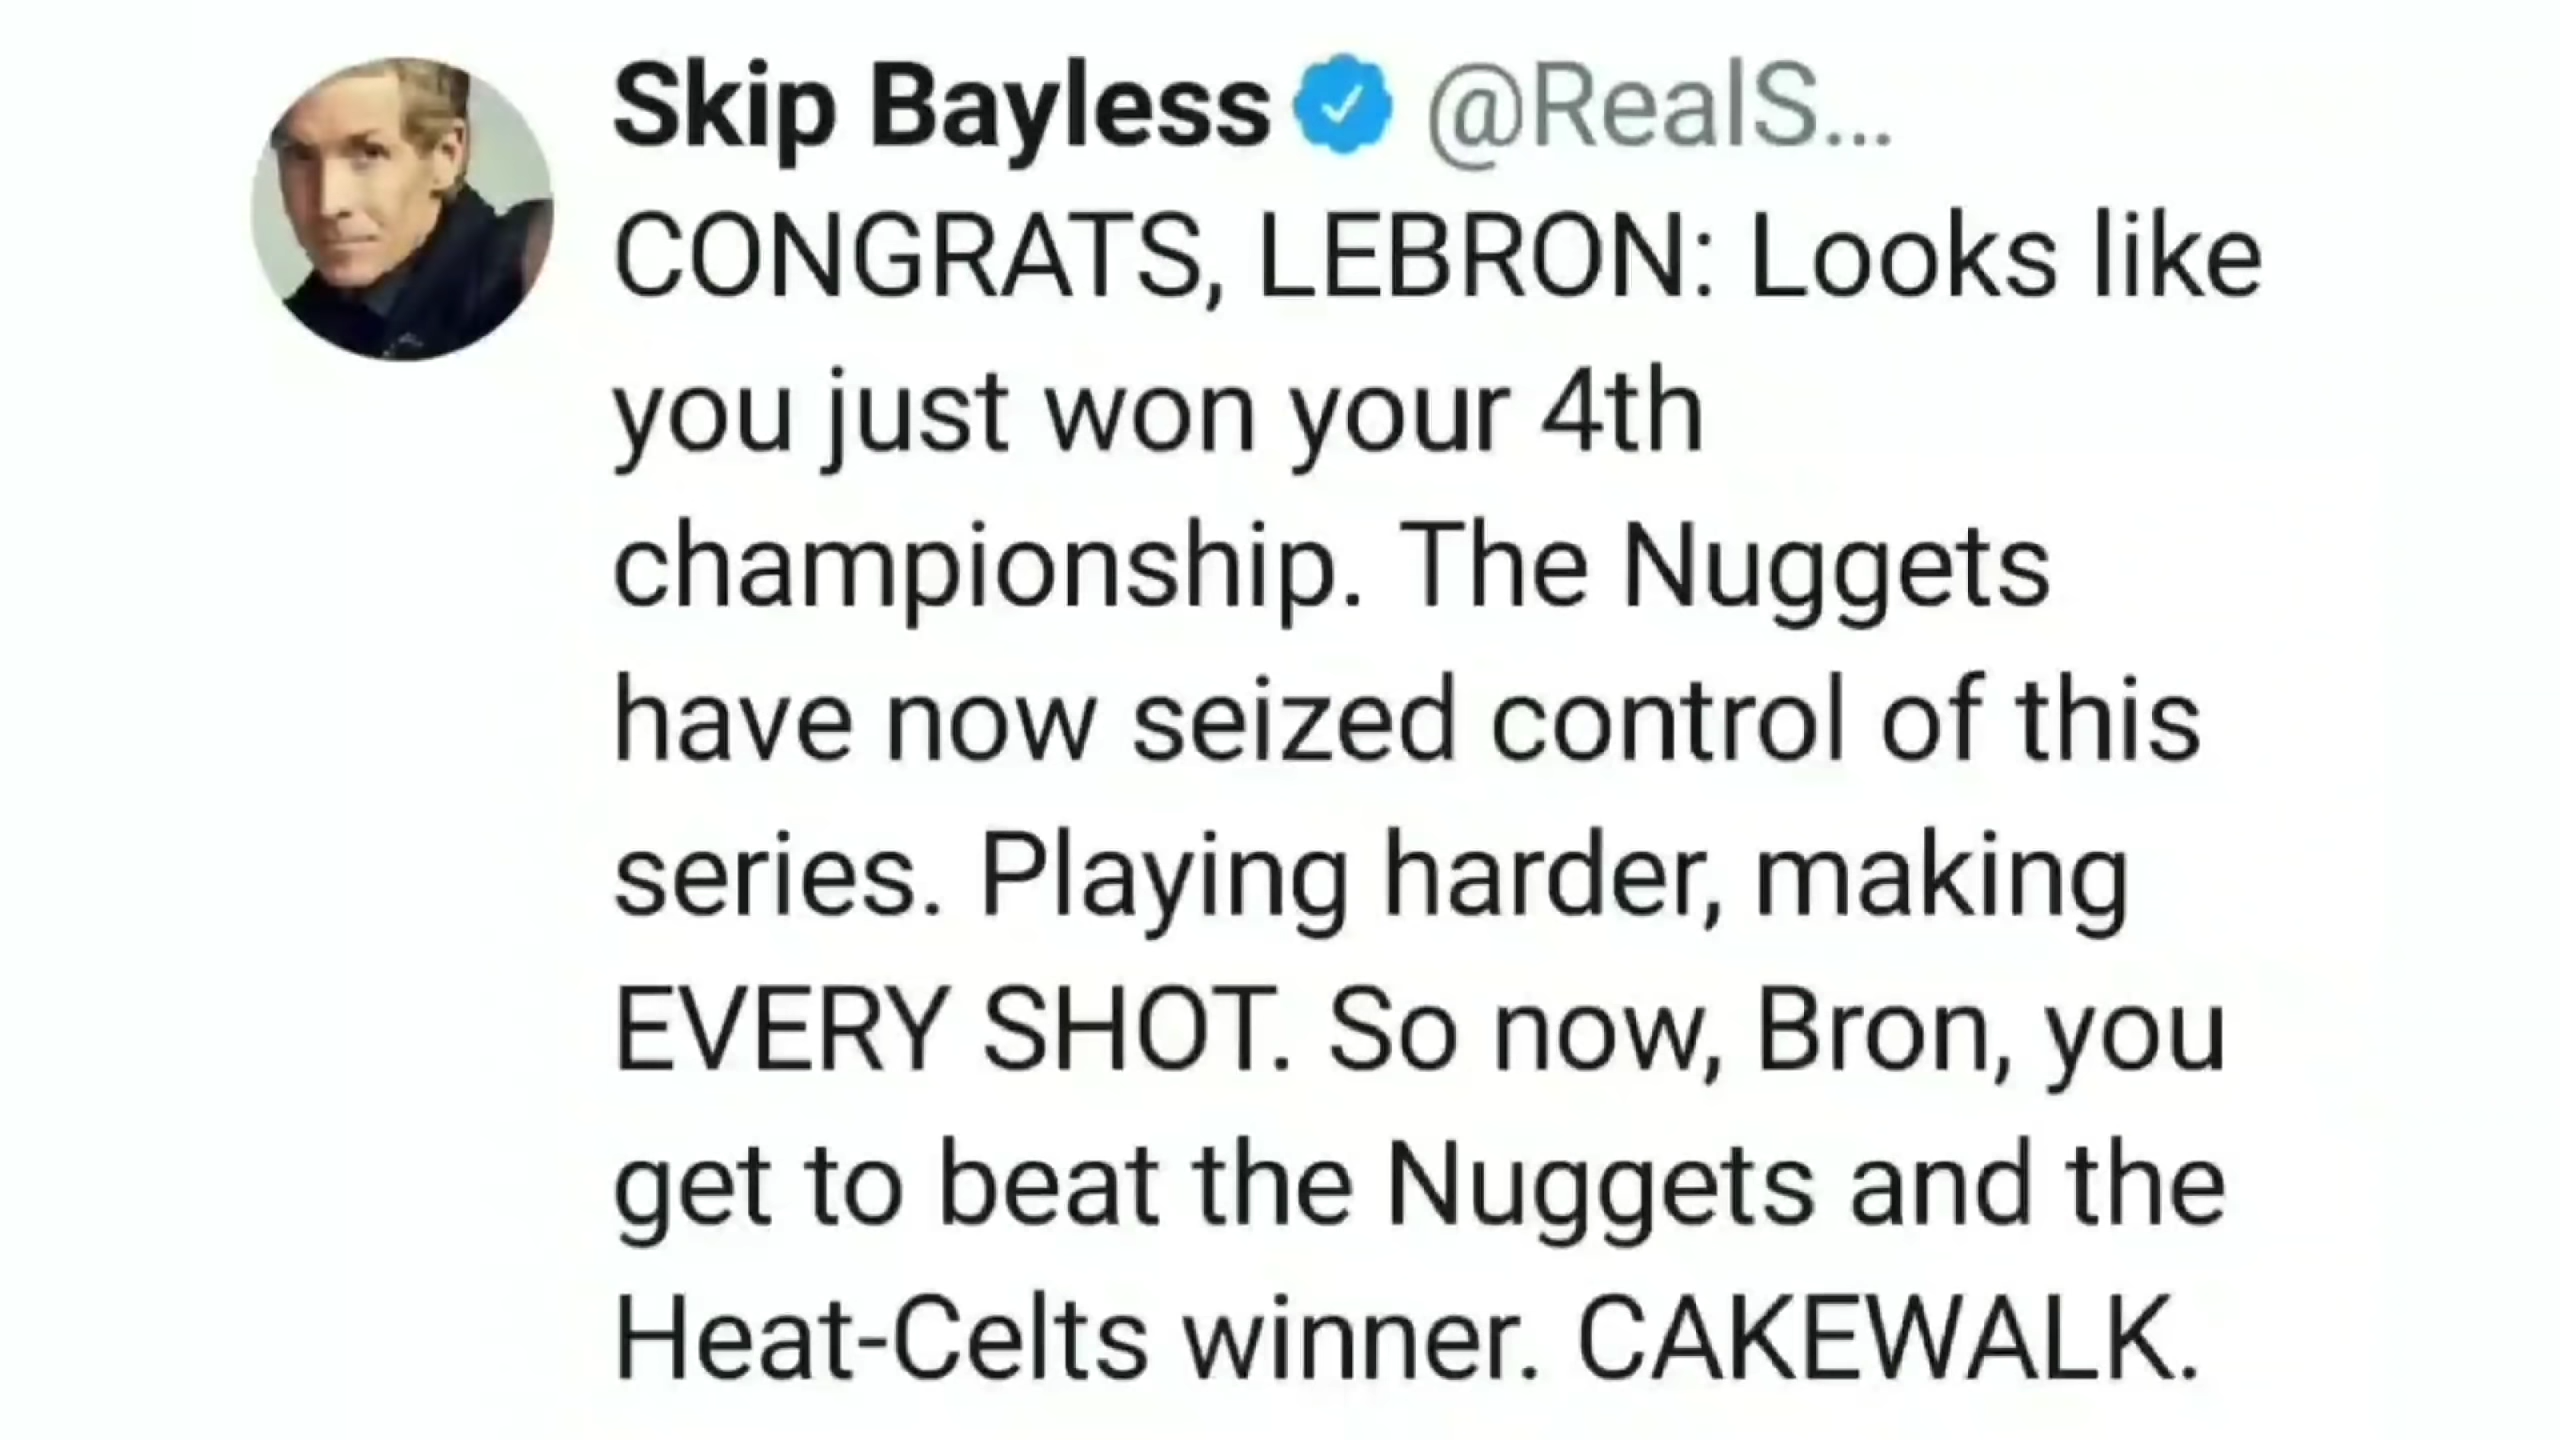 Skip Bayless @RealS...
CONGRATS, LEBRON: Looks like
you just won your 4th
championship. The Nuggets
have now seized control of this
series. Playing harder, making
EVERY SHOT. So now, Bron, you
get to beat the Nuggets and the
Heat-Celts winner. CAKEWALK.